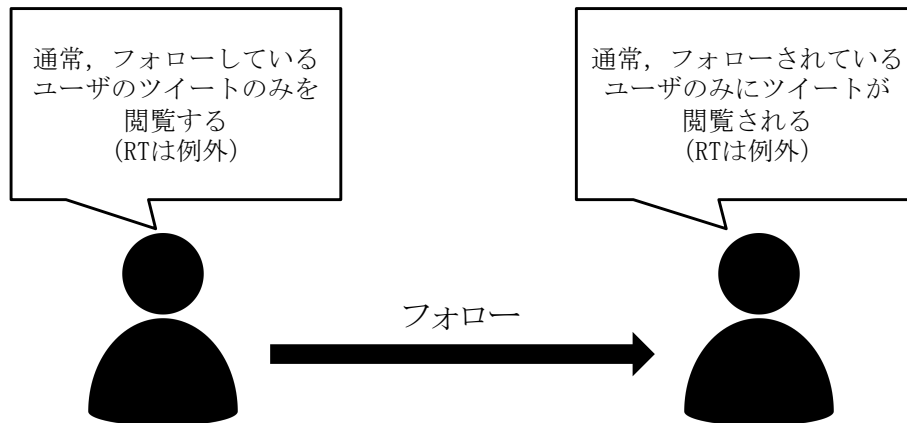 通常，フォローしている
ユーザのツイートのみを
閲覧する
(RTは例外)
通常，フォローされている
ユーザのみにツイートが
閲覧される
(RTは例外)
フォロー